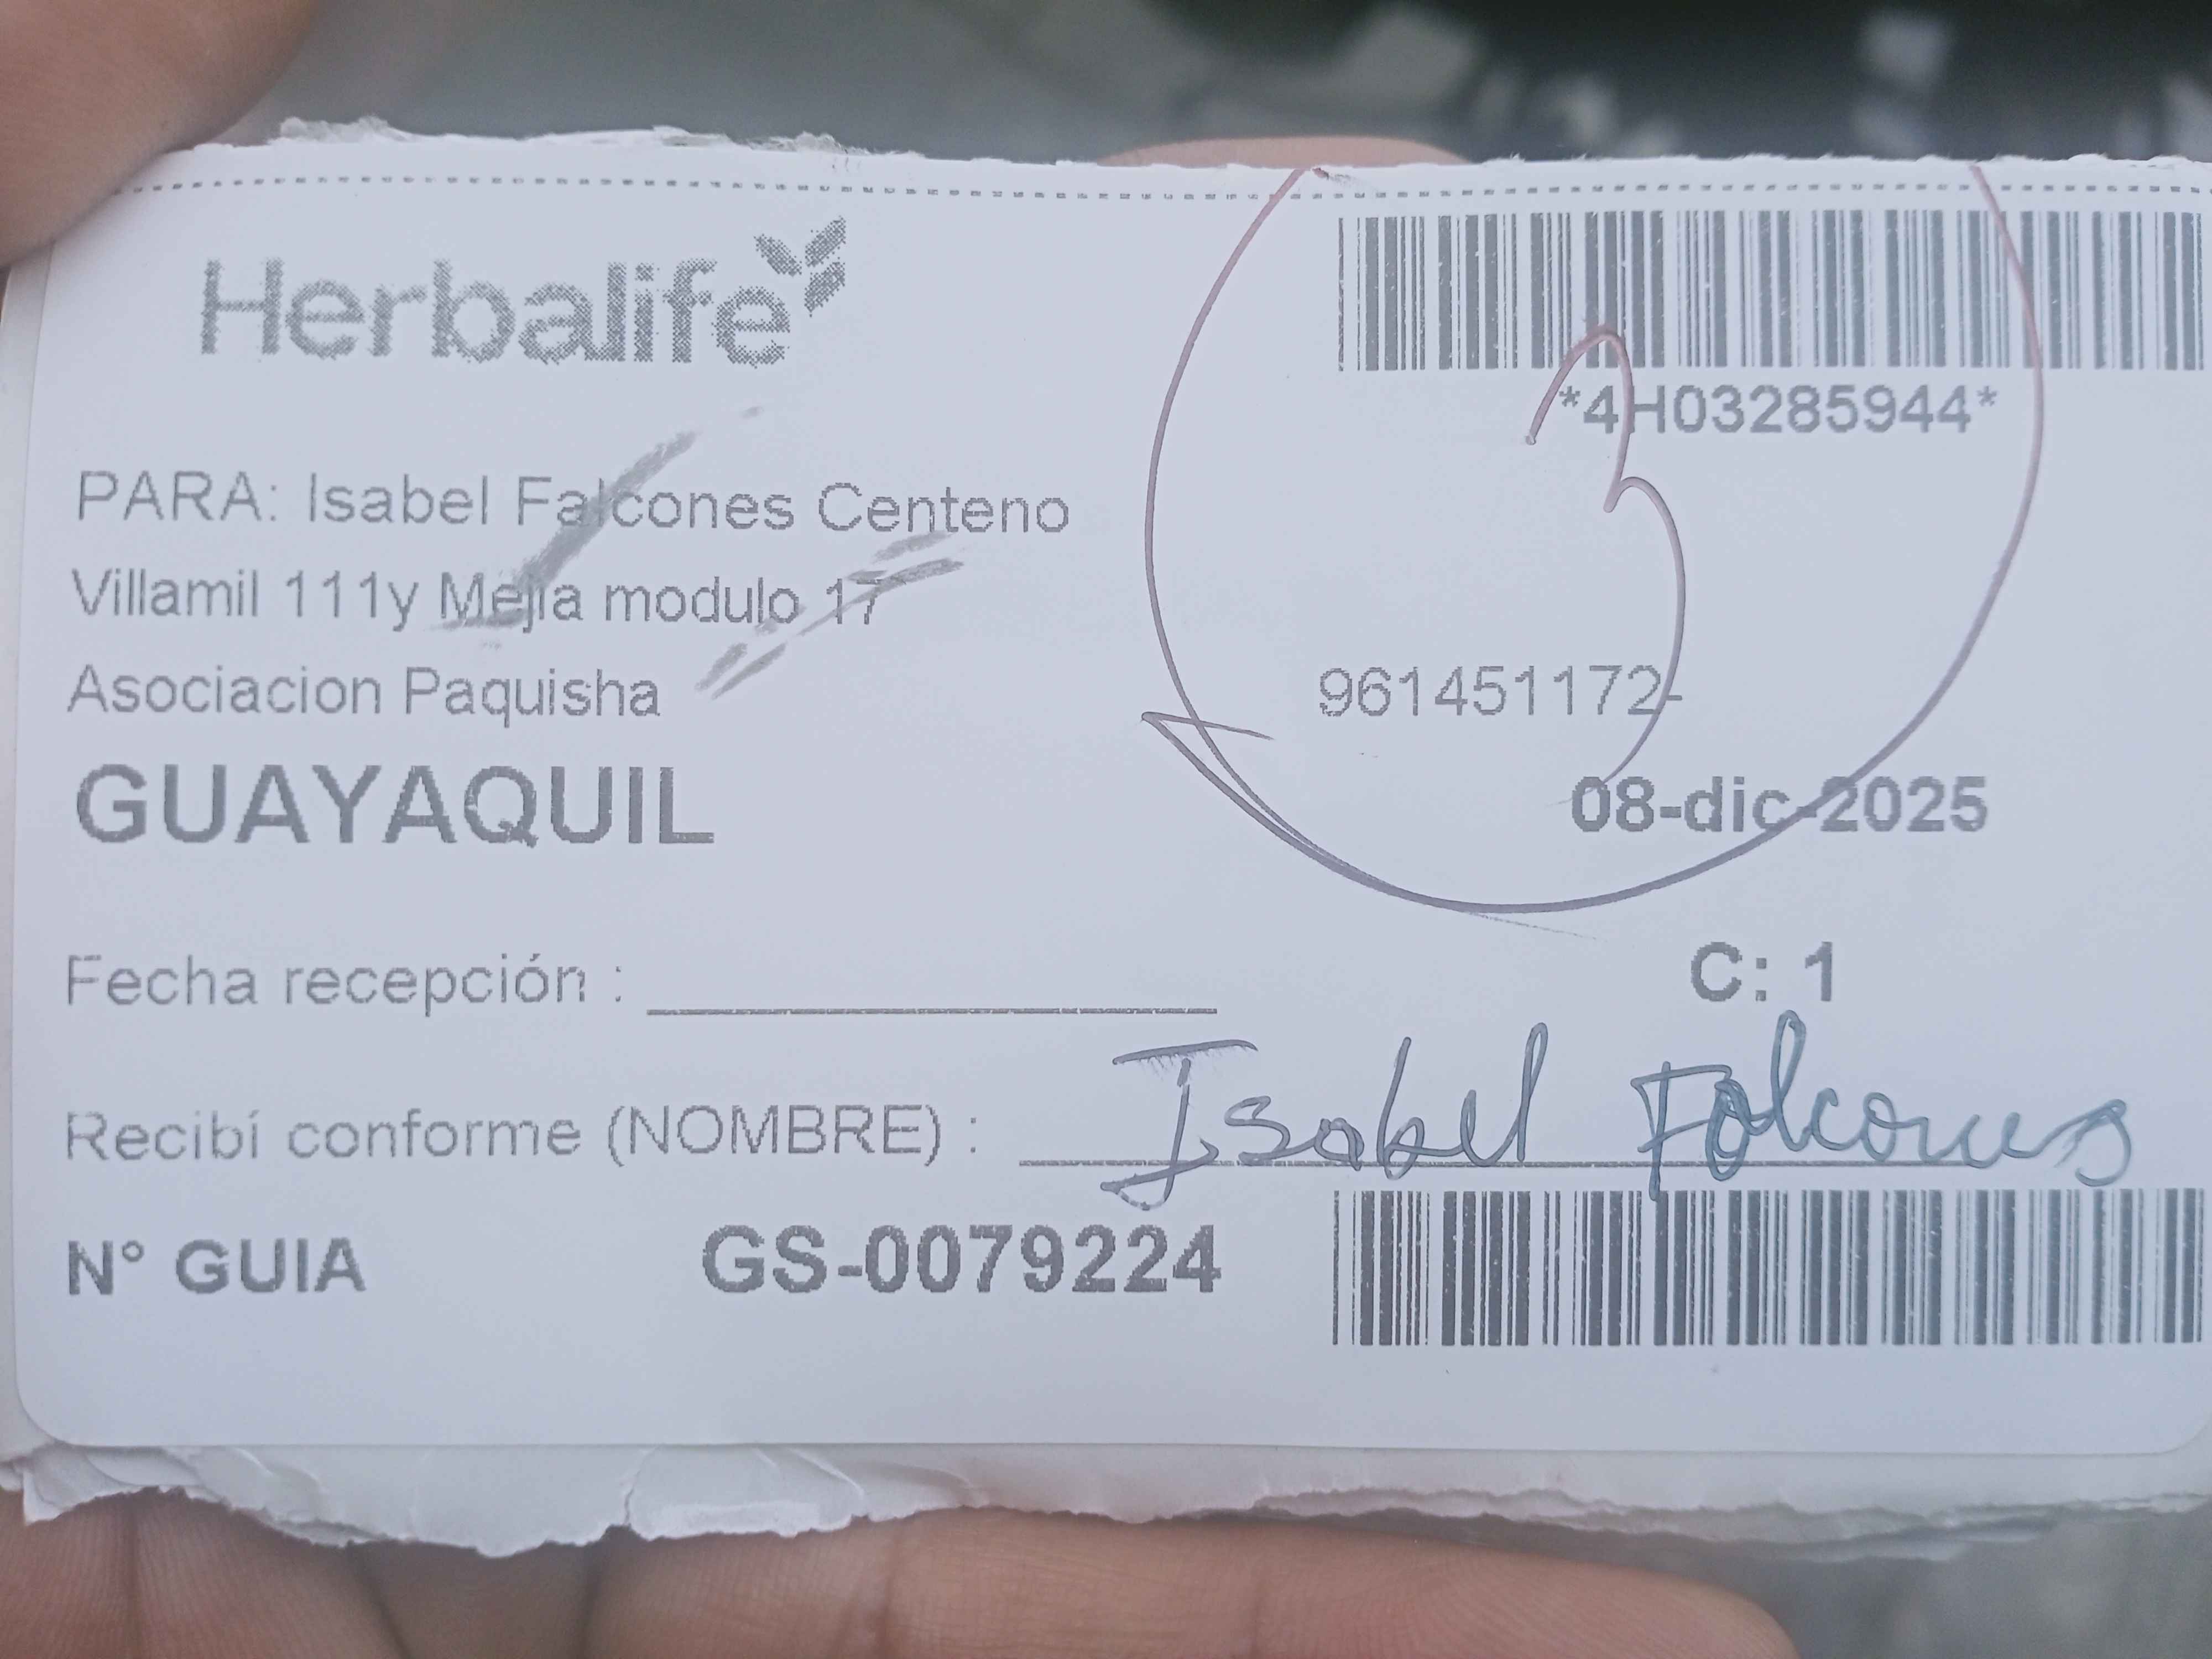 Herbalife
*4H03285944*
3
PARA: Isabel Falcones Centeno
Villamil 111y Mejia modulo 17
Asociacion Paquisha
961451172-
GUAYAQUIL
08-dic-2025
Fecha recepción :
C: 1
Recibí conforme (NOMBRE) : Isabel Falcones
N° GUIA GS-0079224